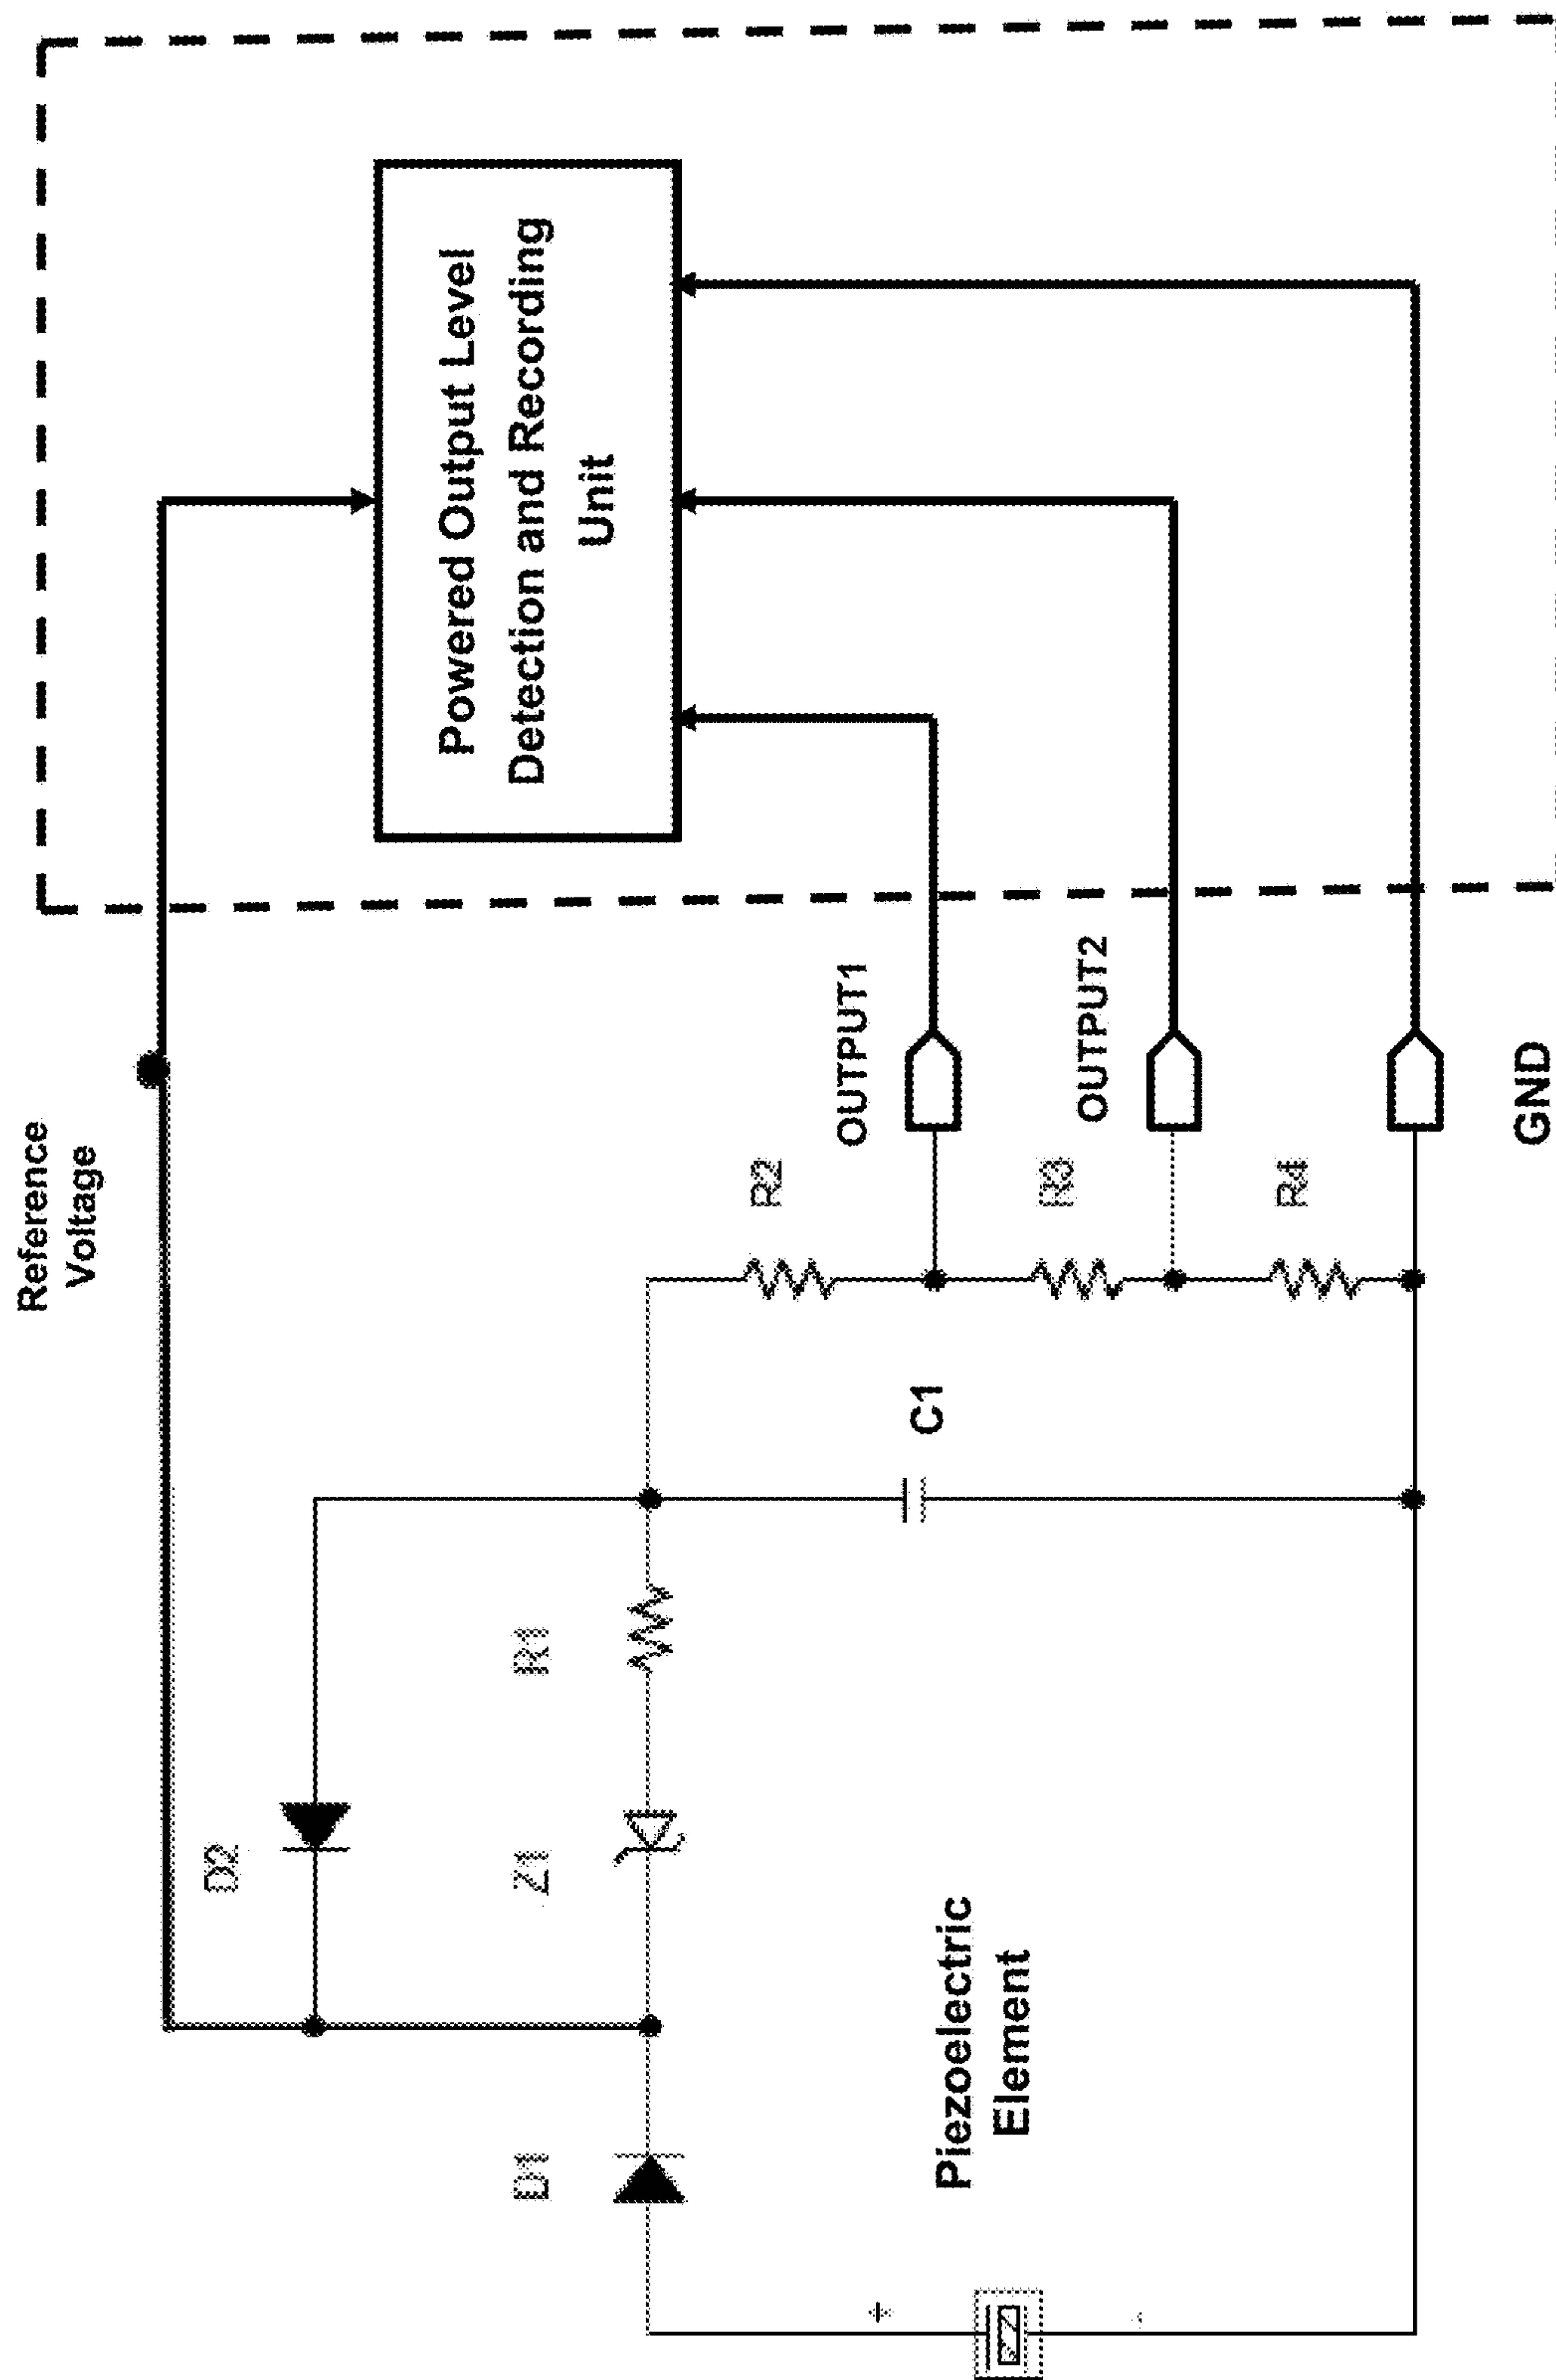 Reference
Voltage
Powered Output Level
Detection and Recording
Unit
D2
D1
Z1
R1
R2
OUTPUT1
C1
R3
OUTPUT2
R4
GND
Piezoelectric
Element
+
-